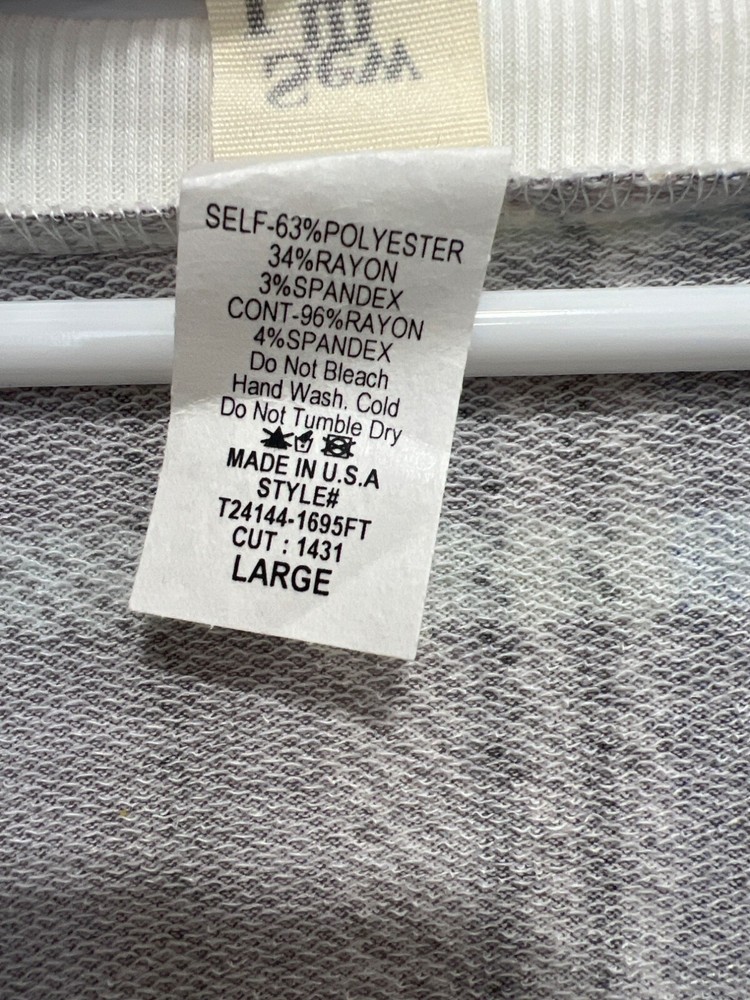 SELF-63%POLYESTER
34%RAYON
3%SPANDEX
CONT-96%RAYON
4%SPANDEX
Do Not Bleach
Hand Wash. Cold
Do Not Tumble Dry
MADE IN U.S.A
STYLE#
T24144-1695FT
CUT : 1431
LARGE